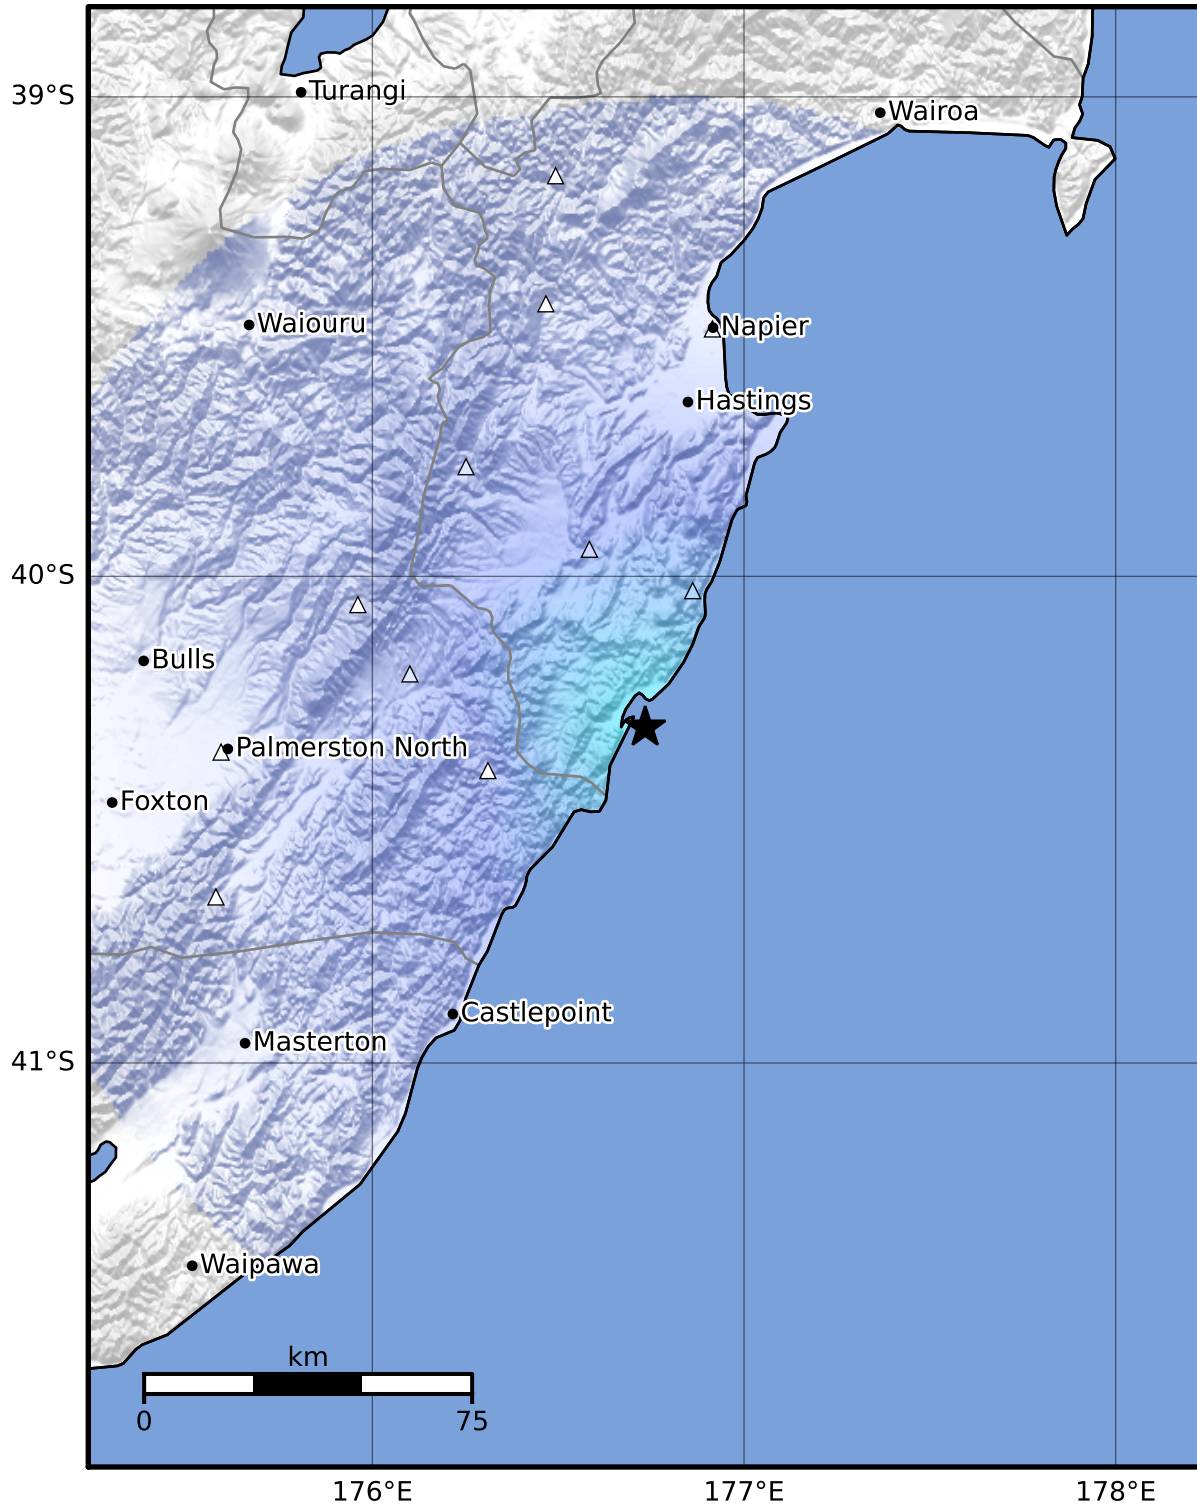 Turangi
39°S
Wairoa
Waiouru
Napier
Hastings
40°S
Bulls
Palmerston North
Foxton
Castlepoint
Masterton
41°S
Waipawa
km
0 75
176°E 177°E 178°E